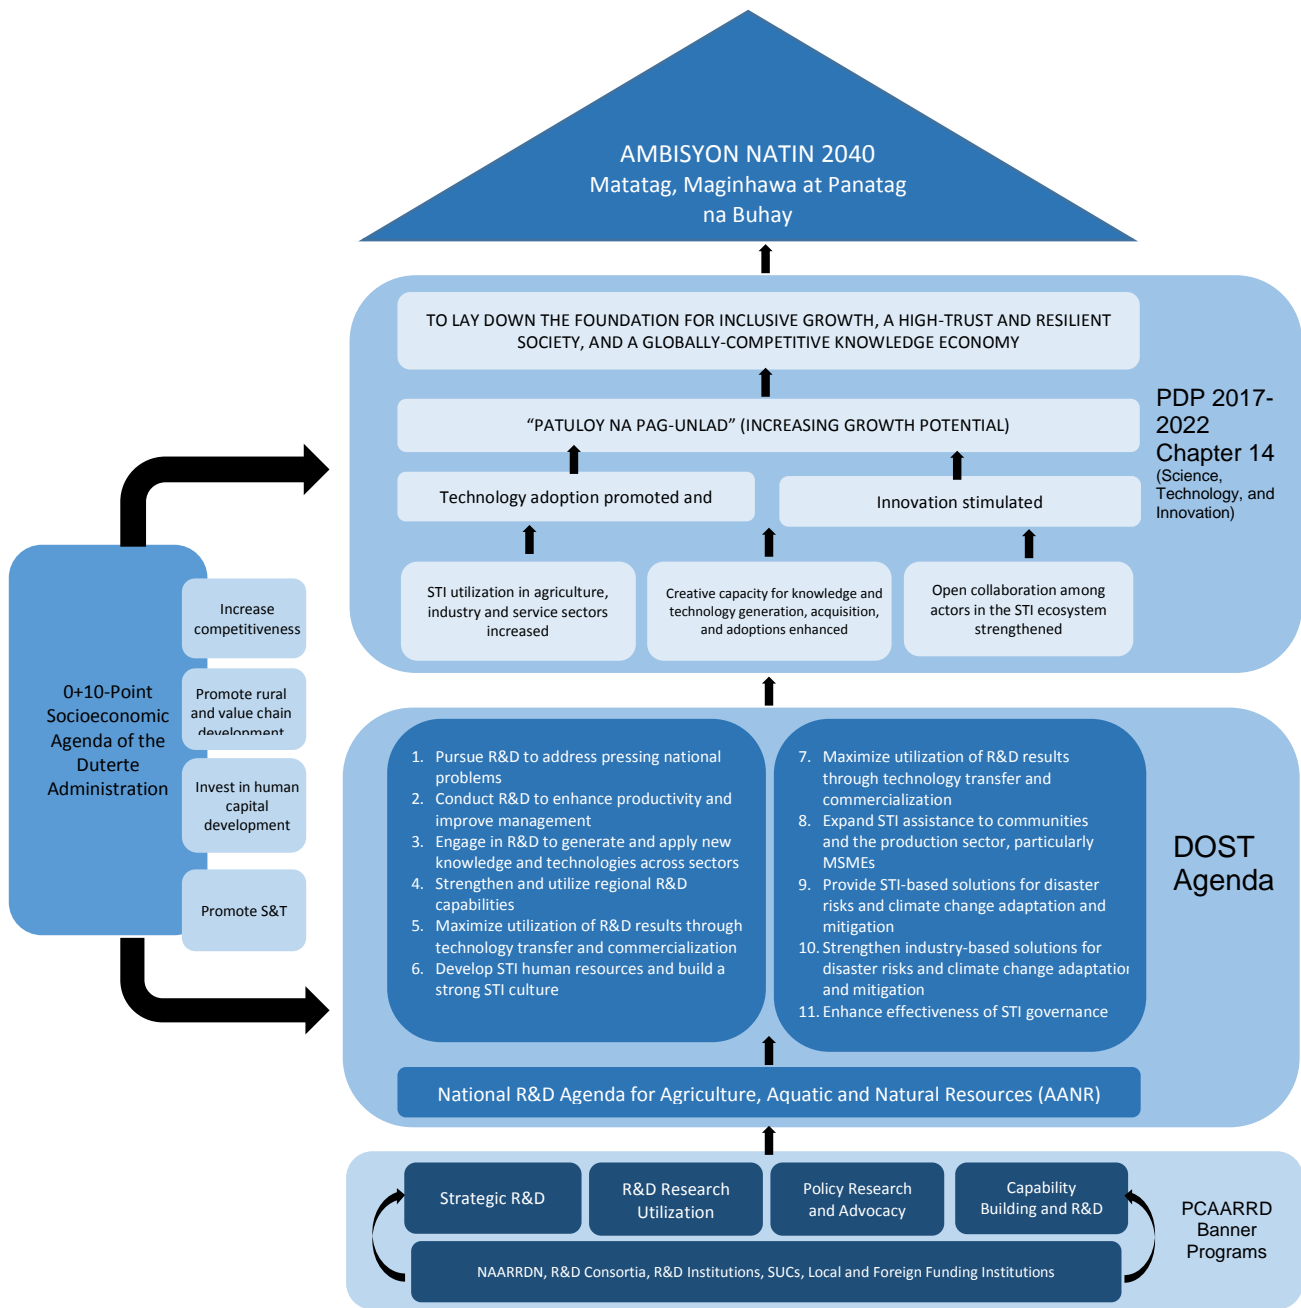 AMBISYON NATIN 2040
Matatag, Maginhawa at Panatag
na Buhay
TO LAY DOWN THE FOUNDATION FOR INCLUSIVE GROWTH, A HIGH-TRUST AND RESILIENT
SOCIETY, AND A GLOBALLY-COMPETITIVE KNOWLEDGE ECONOMY
“PATULOY NA PAG-UNLAD” (INCREASING GROWTH POTENTIAL)
Technology adoption promoted and
Innovation stimulated
STI utilization in agriculture,
industry and service sectors
increased
Creative capacity for knowledge and
technology generation, acquisition,
and adoptions enhanced
Open collaboration among
actors in the STI ecosystem
strengthened
PDP 2017-
2022
Chapter 14
(Science,
Technology, and
Innovation)
0+10-Point
Socioeconomic
Agenda of the
Duterte
Administration
Increase
competitiveness
Promote rural
and value chain
development
Invest in human
capital
development
Promote S&T
1. Pursue R&D to address pressing national
problems
2. Conduct R&D to enhance productivity and
improve management
3. Engage in R&D to generate and apply new
knowledge and technologies across sectors
4. Strengthen and utilize regional R&D
capabilities
5. Maximize utilization of R&D results through
technology transfer and commercialization
6. Develop STI human resources and build a
strong STI culture
7. Maximize utilization of R&D results
through technology transfer and
commercialization
8. Expand STI assistance to communities
and the production sector, particularly
MSMEs
9. Provide STI-based solutions for disaster
risks and climate change adaptation and
mitigation
10. Strengthen industry-based solutions for
disaster risks and climate change adaptation
and mitigation
11. Enhance effectiveness of STI governance
DOST
Agenda
National R&D Agenda for Agriculture, Aquatic and Natural Resources (AANR)
Strategic R&D
R&D Research
Utilization
Policy Research
and Advocacy
Capability
Building and R&D
NAARRDN, R&D Consortia, R&D Institutions, SUCs, Local and Foreign Funding Institutions
PCAARRD
Banner
Programs